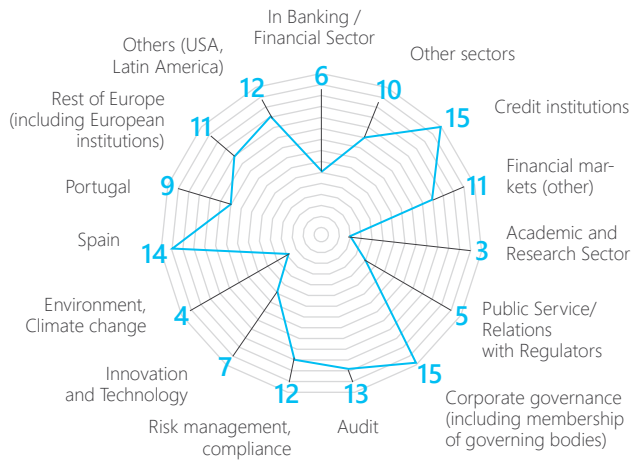 In Banking /
Financial Sector
6
Other sectors
10
Credit institutions
15
Financial mar-
kets (other)
11
Academic and
Research Sector
3
Public Service/
Relations
with Regulators
5
Corporate governance
(including membership
of governing bodies)
15
Audit
13
Risk management,
compliance
12
Innovation
and Technology
7
Environment,
Climate change
4
Spain
14
Portugal
9
Rest of Europe
(including European
institutions)
11
Others (USA,
Latin America)
12